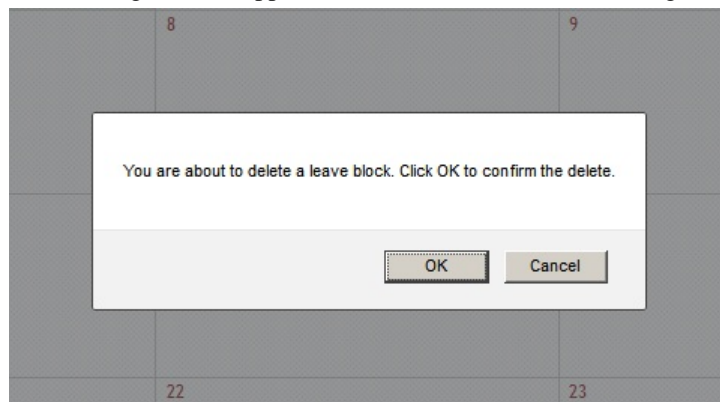 8 9
You are about to delete a leave block. Click OK to confirm the delete.
OK Cancel
22 23